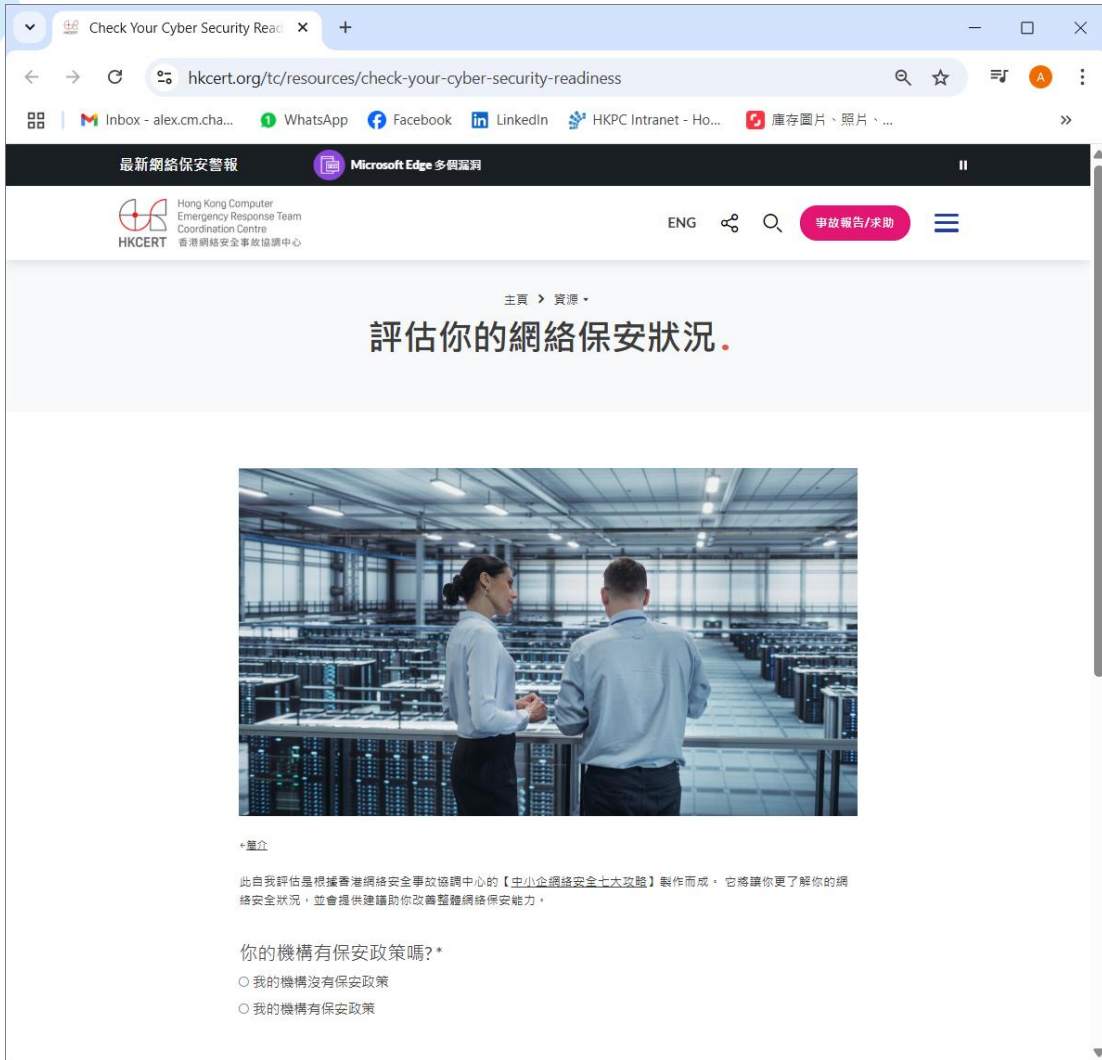 Check Your Cyber Security Read
hkcert.org/tc/resources/check-your-cyber-security-readiness
A
Inbox - alex.cm.cha...
WhatsApp
Facebook
LinkedIn
HKPC Intranet - Ho...
庫存圖片、照片、...
最新網絡保安警報
Microsoft Edge 多個漏洞
HKCERT
Hong Kong Computer
Emergency Response Team
Coordination Centre
香港網絡安全事故協調中心
ENG
事故報告/求助
主頁 > 資源
評估你的網絡保安狀況.
←簡介
此自我評估是根據香港網絡安全事故協調中心的【中小企網絡安全七大攻略】製作而成。 它將讓你更了解你的網
絡安全狀況，並會提供建議助你改善整體網絡保安能力。
你的機構有保安政策嗎?*
我的機構沒有保安政策
我的機構有保安政策